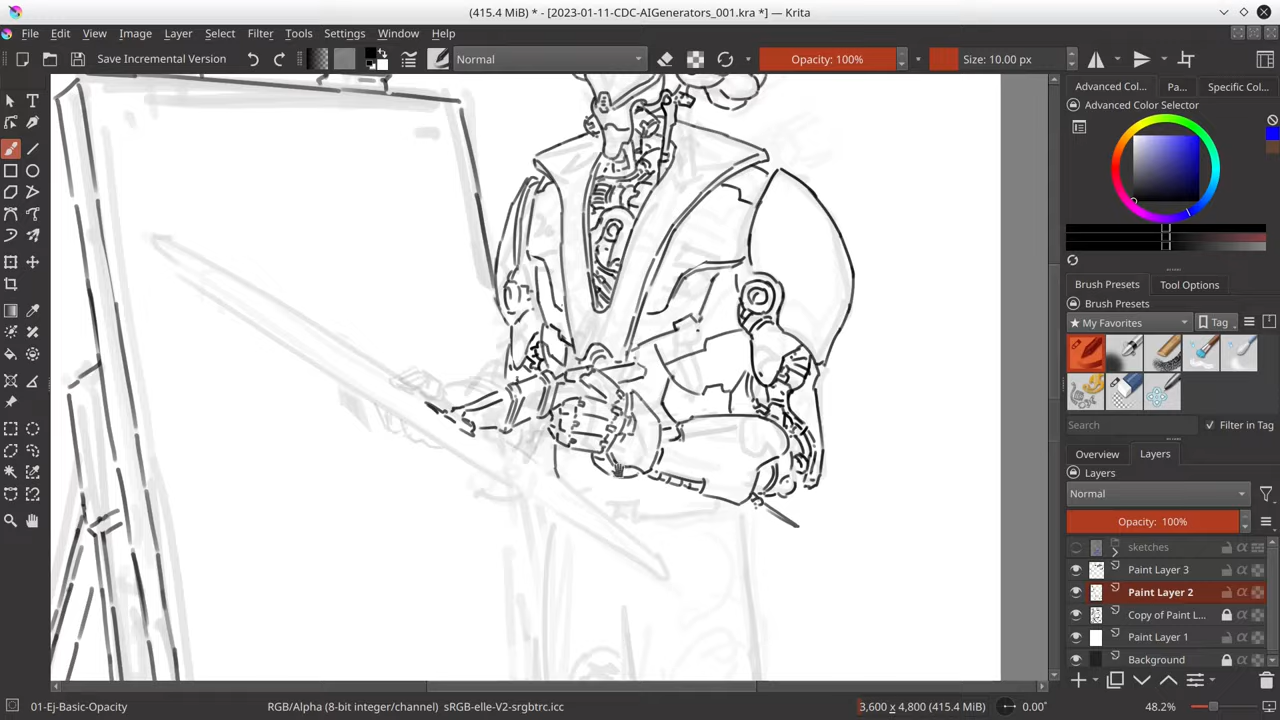 (415.4 MiB) * - [2023-01-11-CDC-AIGenerators_001.kra *] — Krita
File Edit View Image Layer Select Filter Tools Settings Window Help
Save Incremental Version Normal Opacity: 100% Size: 10.00 px
Advanced Col... Pa... Specific Col...
Advanced Color Selector
Brush Presets Tool Options
Brush Presets
★ My Favorites Tag
Search Filter in Tag
Overview Layers
Layers
Normal
Opacity: 100%
sketches
Paint Layer 3
Paint Layer 2
Copy of Paint L...
Paint Layer 1
Background
01-Ej-Basic-Opacity RGB/Alpha (8-bit integer/channel) sRGB-elle-V2-srgbtrc.icc 3,600 x 4,800 (415.4 MiB) 0.00° 48.2%